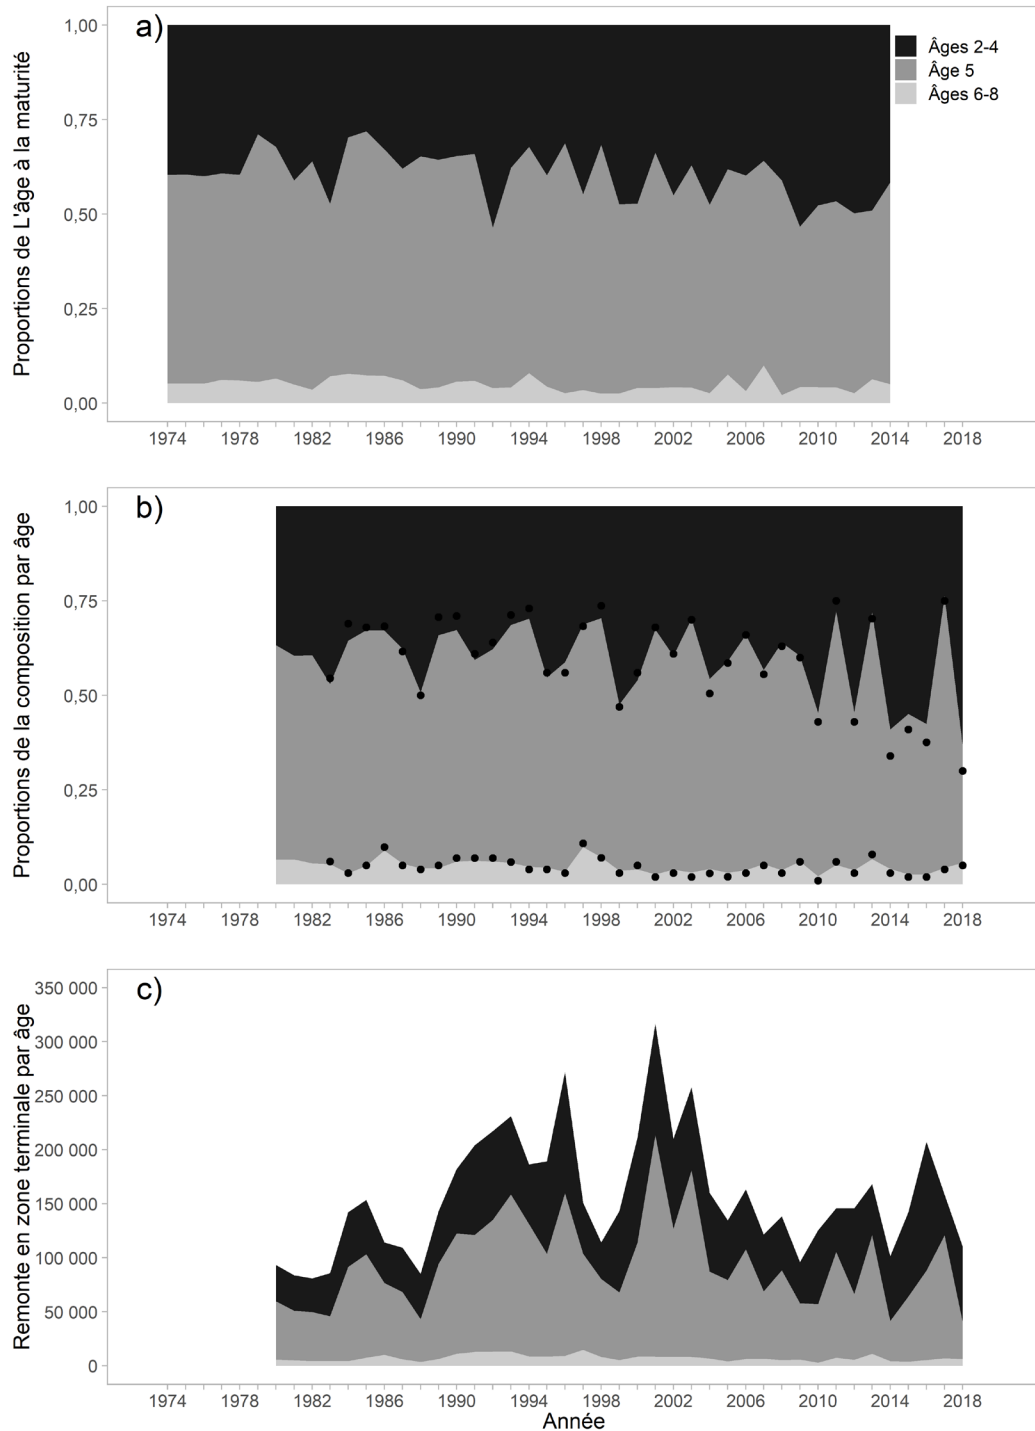 a)
Proportions de L'âge à la maturité
1,00
0,75
0,50
0,25
0,00
Âges 2-4
Âge 5
Âges 6-8
1974 1978 1982 1986 1990 1994 1998 2002 2006 2010 2014 2018
b)
Proportions de la composition par âge
1,00
0,75
0,50
0,25
0,00
1974 1978 1982 1986 1990 1994 1998 2002 2006 2010 2014 2018
c)
Remonte en zone terminale par âge
350 000
300 000
250 000
200 000
150 000
100 000
50 000
0
1974 1978 1982 1986 1990 1994 1998 2002 2006 2010 2014 2018
Année